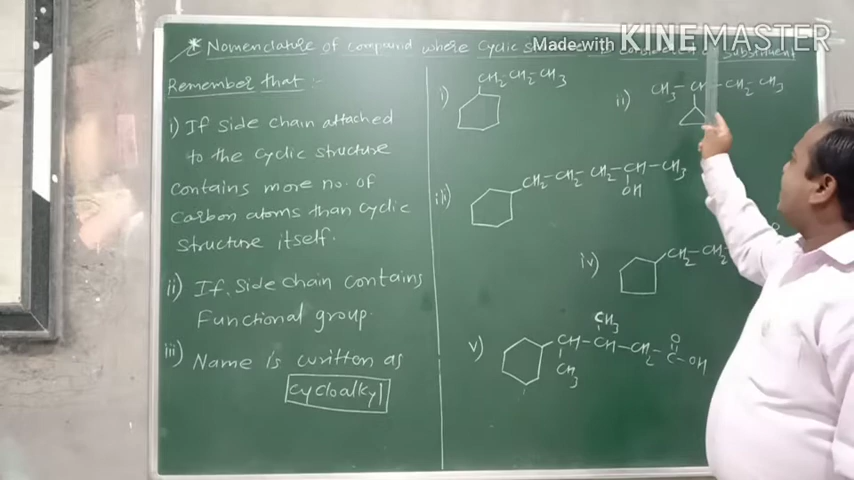 * Nomenclature of compound where cyclic
Substituent
Made with KINEMASTER
Remember that :-
i) If side chain attached
to the cyclic structure
contains more no. of
Carbon atoms than cyclic
structure itself.
ii) If side chain contains
Functional group.
iii) Name is written as
cycloalkyl
i) CH2 CH2- CH3
ii) CH3 - CH - CH2 CH3
iii) CH2 - CH2 - CH2 - CH - CH3
OH
iv) CH2 - CH2
v) CH - CH - CH2 - C - OH
CH3
O
CH3